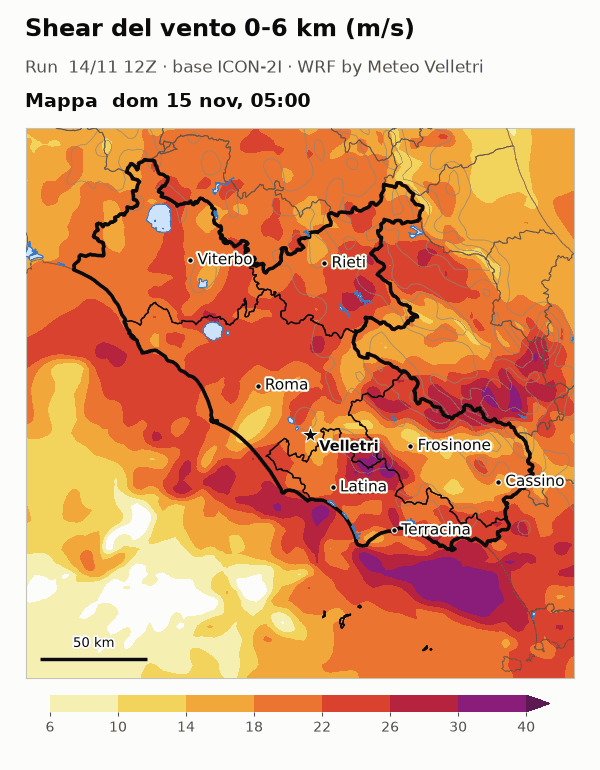 Shear del vento 0-6 km (m/s)
Run  14/11 12Z · base ICON-2I · WRF by Meteo Velletri
Mappa  dom 15 nov, 05:00
Viterbo
Rieti
Roma
Velletri
Frosinone
Latina
Cassino
Terracina
50 km
6 10 14 18 22 26 30 40